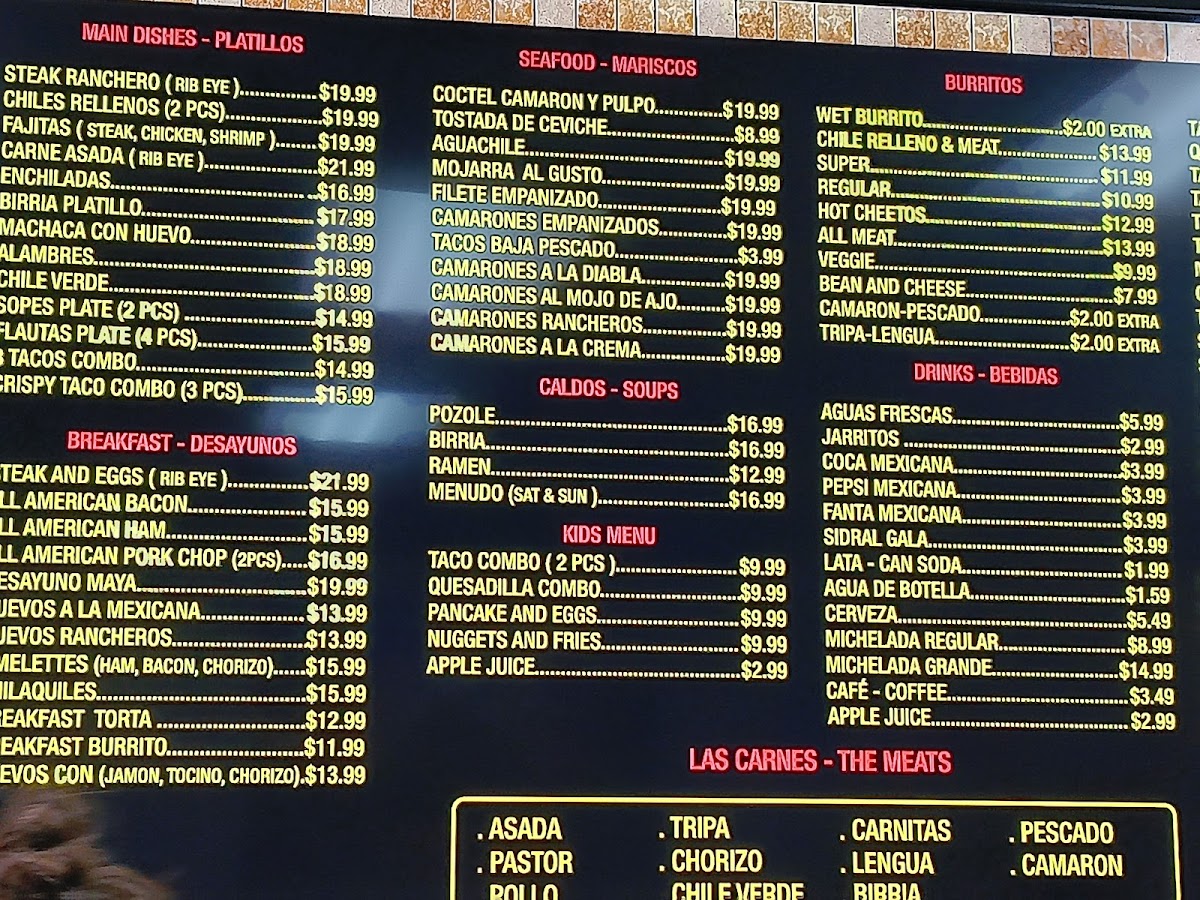 MAIN DISHES - PLATILLOS
STEAK RANCHERO ( RIB EYE )...............$19.99
CHILES RELLENOS (2 PCS)...................$19.99
FAJITAS ( STEAK, CHICKEN, SHRIMP ).......$19.99
CARNE ASADA ( RIB EYE )....................$21.99
ENCHILADAS....................................$16.99
BIRRIA PLATILLO...............................$17.99
MACHACA CON HUEVO......................$18.99
ALAMBRES......................................$18.99
CHILE VERDE....................................$18.99
SOPES PLATE (2 PCS) ........................$14.99
FLAUTAS PLATE (4 PCS).....................$15.99
TACOS COMBO...............................$14.99
CRISPY TACO COMBO (3 PCS).............$15.99
BREAKFAST - DESAYUNOS
TEAK AND EGGS ( RIB EYE )...............$21.99
LL AMERICAN BACON.......................$15.99
LL AMERICAN HAM...........................$15.99
LL AMERICAN PORK CHOP (2PCS).....$16.99
ESAYUNO MAYA..............................$19.99
UEVOS A LA MEXICANA....................$13.99
UEVOS RANCHEROS.........................$13.99
MELETTES (HAM, BACON, CHORIZO)......$15.99
HILAQUILES....................................$15.99
REAKFAST TORTA ..........................$12.99
REAKFAST BURRITO.........................$11.99
EVOS CON (JAMON, TOCINO, CHORIZO).$13.99
SEAFOOD - MARISCOS
COCTEL CAMARON Y PULPO.............$19.99
TOSTADA DE CEVICHE........................$8.99
AGUACHILE.....................................$19.99
MOJARRA AL GUSTO.........................$19.99
FILETE EMPANIZADO.........................$19.99
CAMARONES EMPANIZADOS.............$19.99
TACOS BAJA PESCADO........................$3.99
CAMARONES A LA DIABLA.................$19.99
CAMARONES AL MOJO DE AJO..........$19.99
CAMARONES RANCHEROS.................$19.99
CAMARONES A LA CREMA.................$19.99
CALDOS - SOUPS
POZOLE...........................................$16.99
BIRRIA.............................................$16.99
RAMEN............................................$12.99
MENUDO (SAT & SUN ).......................$16.99
KIDS MENU
TACO COMBO ( 2 PCS ).......................$9.99
QUESADILLA COMBO..........................$9.99
PANCAKE AND EGGS..........................$9.99
NUGGETS AND FRIES..........................$9.99
APPLE JUICE.....................................$2.99
BURRITOS
WET BURRITO.........................$2.00 EXTRA
CHILE RELLENO & MEAT....................$13.99
SUPER............................................$11.99
REGULAR........................................$10.99
HOT CHEETOS..................................$12.99
ALL MEAT........................................$13.99
VEGGIE............................................$9.99
BEAN AND CHEESE............................$7.99
CAMARON-PESCADO.................$2.00 EXTRA
TRIPA-LENGUA..........................$2.00 EXTRA
DRINKS - BEBIDAS
AGUAS FRESCAS................................$5.99
JARRITOS .........................................$2.99
COCA MEXICANA................................$3.99
PEPSI MEXICANA................................$3.99
FANTA MEXICANA...............................$3.99
SIDRAL GALA.....................................$3.99
LATA - CAN SODA................................$1.99
AGUA DE BOTELLA..............................$1.59
CERVEZA..........................................$5.49
MICHELADA REGULAR.........................$8.99
MICHELADA GRANDE.........................$14.99
CAFÉ - COFFEE...................................$3.49
APPLE JUICE......................................$2.99
LAS CARNES - THE MEATS
. ASADA
. PASTOR
POLLO
. TRIPA
. CHORIZO
CHILE VERDE
. CARNITAS
. LENGUA
BIRRIA
. PESCADO
. CAMARON